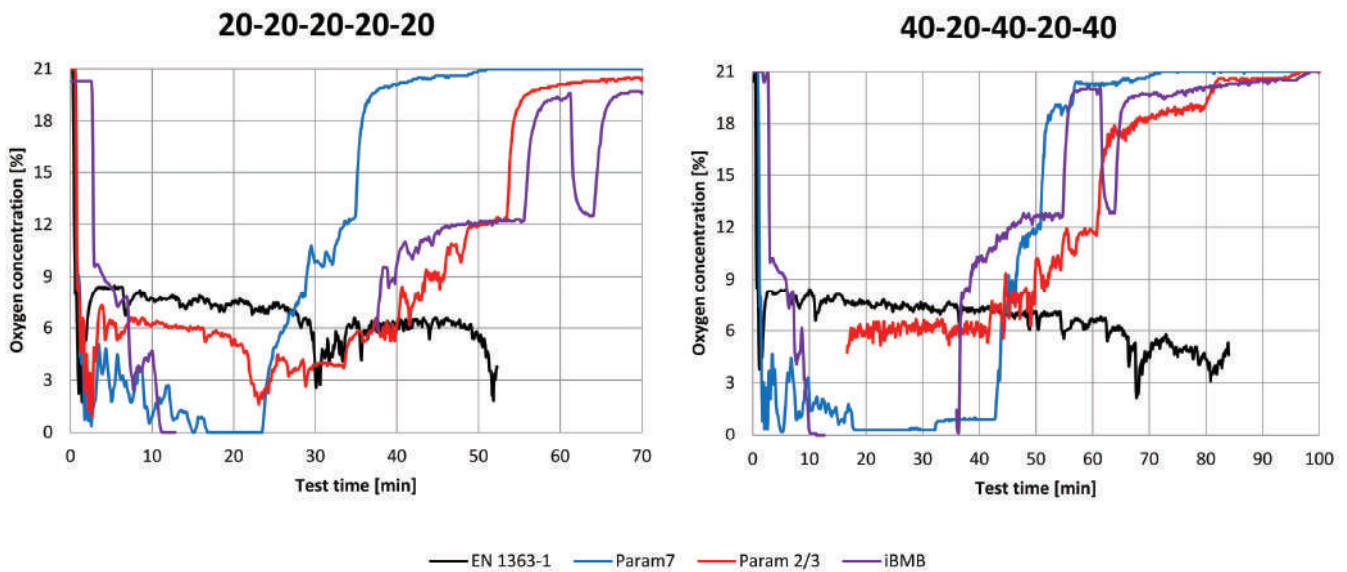 20-20-20-20-20
40-20-40-20-40
Oxygen concentration [%]
21
18
15
12
9
6
3
0
0 10 20 30 40 50 60 70
Test time [min]
Oxygen concentration [%]
21
18
15
12
9
6
3
0
0 10 20 30 40 50 60 70 80 90 100
Test time [min]
EN 1363-1 Param7 Param 2/3 iBMB